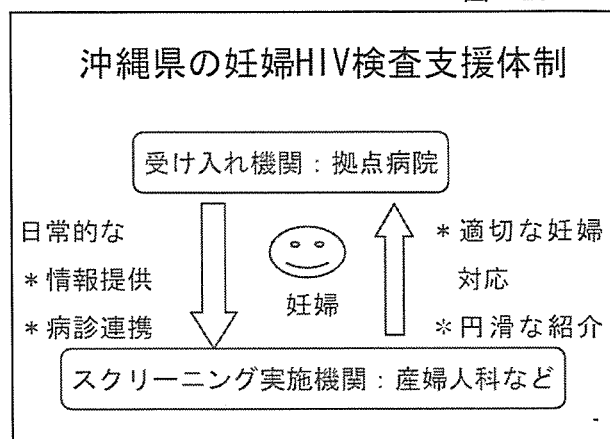 沖縄県の妊婦HIV検査支援体制
受け入れ機関：拠点病院
日常的な
＊情報提供
＊病診連携
妊婦
＊適切な妊婦
対応
＊円滑な紹介
スクリーニング実施機関：産婦人科など